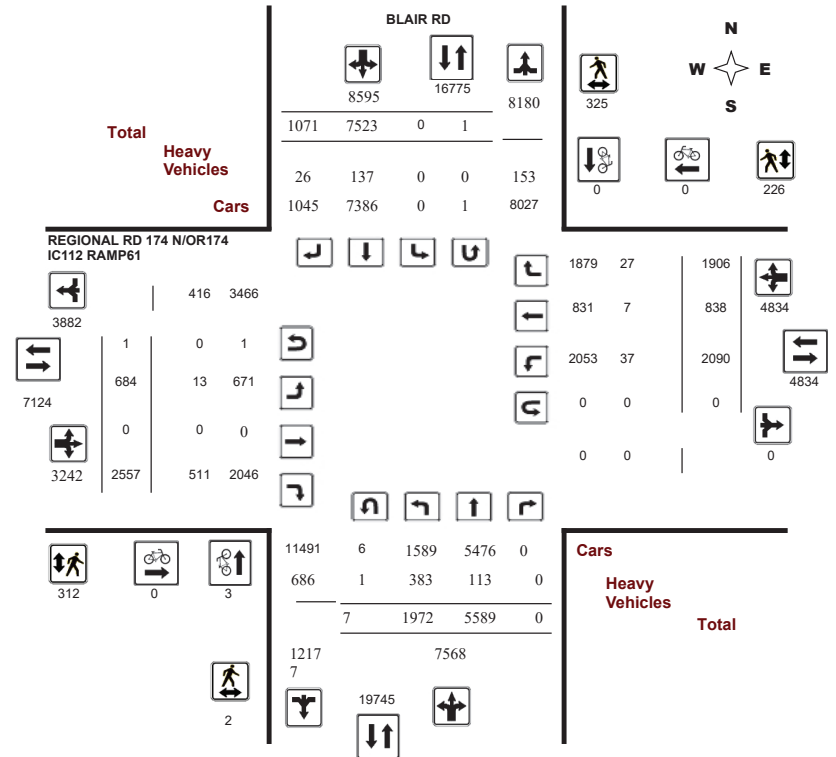 BLAIR RD
N
W E
S
8595
16775
8180
325
Total
1071 7523 0 1
Heavy
Vehicles
26 137 0 0 153
Cars
1045 7386 0 1 8027
0
0
226
REGIONAL RD 174 N/OR174
IC112 RAMP61
416 3466
3882
1 0 1
684 13 671
7124
0 0 0
3242
2557 511 2046
1879 27 1906
831 7 838
4834
2053 37 2090
4834
0 0 0
0 0
0
312
0
3
2
11491 6 1589 5476 0
686 1 383 113 0
7 1972 5589 0
1217
7
7568
19745
Cars
Heavy
Vehicles
Total